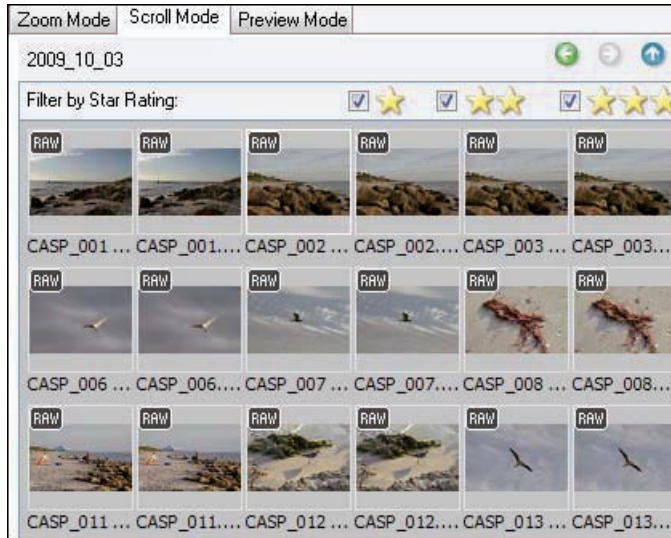 Zoom Mode Scroll Mode Preview Mode
2009_10_03
Filter by Star Rating:
RAW RAW RAW RAW RAW RAW
CASP_001 ... CASP_001.... CASP_002 ... CASP_002.... CASP_003 ... CASP_003...
RAW RAW RAW RAW RAW RAW
CASP_006 ... CASP_006.... CASP_007 ... CASP_007.... CASP_008 ... CASP_008...
RAW RAW RAW RAW RAW RAW
CASP_011 ... CASP_011.... CASP_012 ... CASP_012.... CASP_013 ... CASP_013...